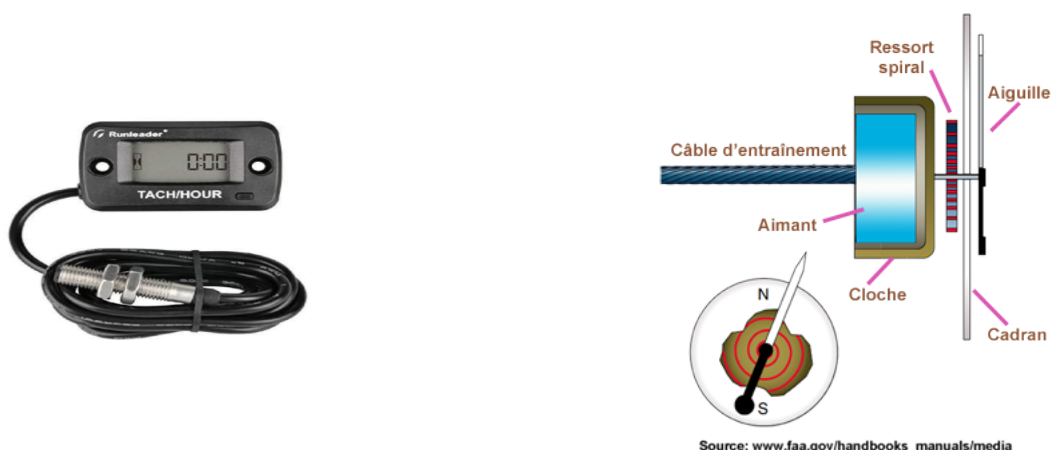 Runleader
0:00
TACH/HOUR
Ressort
spiral
Aiguille
Câble d'entraînement
Aimant
Cloche
Cadran
N
S
Source: www.faa.gov/handbooks_manuals/media